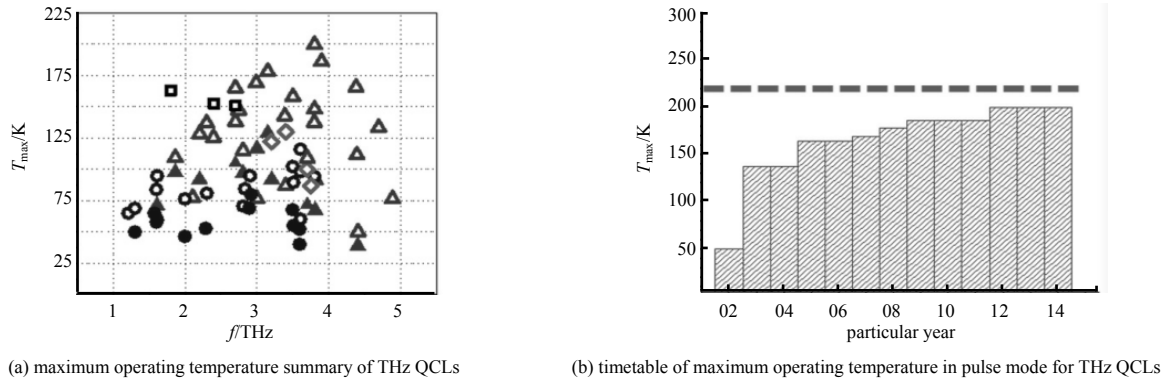 225
175
125
75
25
T_max/K
1 2 3 4 5
f/THz
(a) maximum operating temperature summary of THz QCLs
300
250
200
150
100
50
T_max/K
02 04 06 08 10 12 14
particular year
(b) timetable of maximum operating temperature in pulse mode for THz QCLs